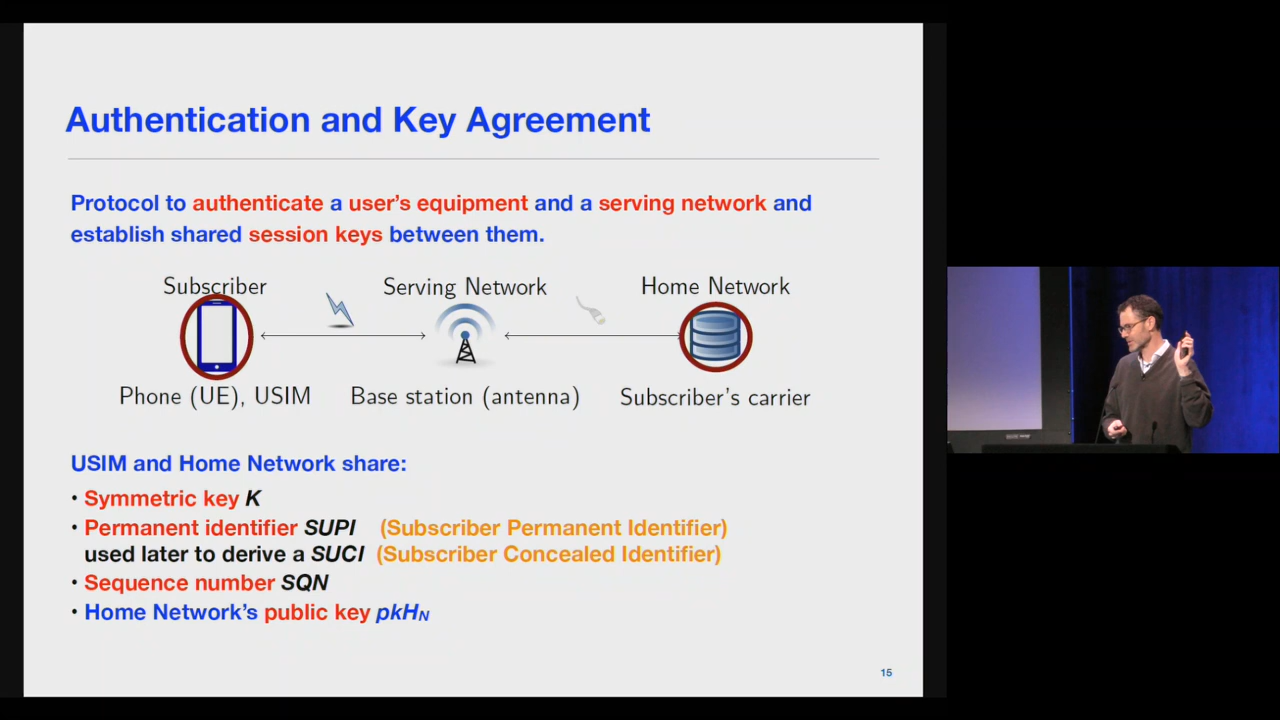 Authentication and Key Agreement
Protocol to authenticate a user's equipment and a serving network and
establish shared session keys between them.
Subscriber
Serving Network
Home Network
Phone (UE), USIM
Base station (antenna)
Subscriber's carrier
USIM and Home Network share:
• Symmetric key K
• Permanent identifier SUPI (Subscriber Permanent Identifier)
used later to derive a SUCI (Subscriber Concealed Identifier)
• Sequence number SQN
• Home Network's public key pkHN
15